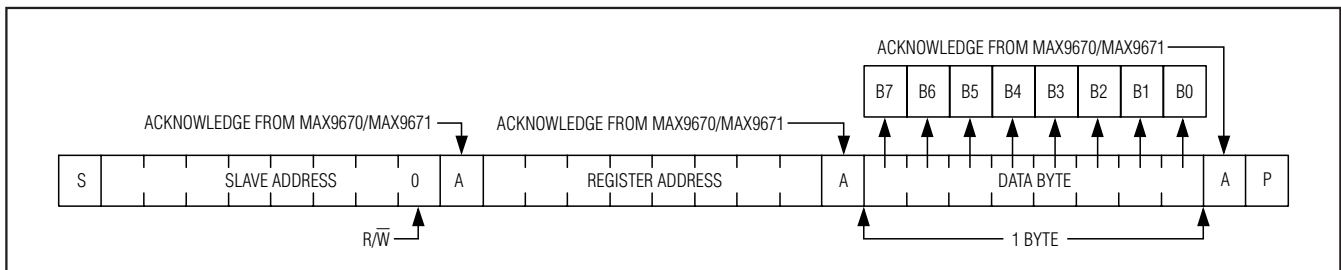 ACKNOWLEDGE FROM MAX9670/MAX9671
B7 B6 B5 B4 B3 B2 B1 B0
ACKNOWLEDGE FROM MAX9670/MAX9671 ACKNOWLEDGE FROM MAX9670/MAX9671
S SLAVE ADDRESS 0 A REGISTER ADDRESS A DATA BYTE A P
R/W̅ 1 BYTE